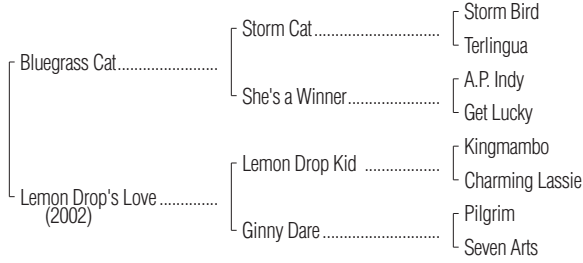 Storm Bird
Storm Cat........................
Terlingua
Bluegrass Cat........................
A.P. Indy
She's a Winner........................
Get Lucky
Kingmambo
Lemon Drop Kid ........................
Charming Lassie
Lemon Drop's Love..............
(2002)
Pilgrim
Ginny Dare..............................
Seven Arts